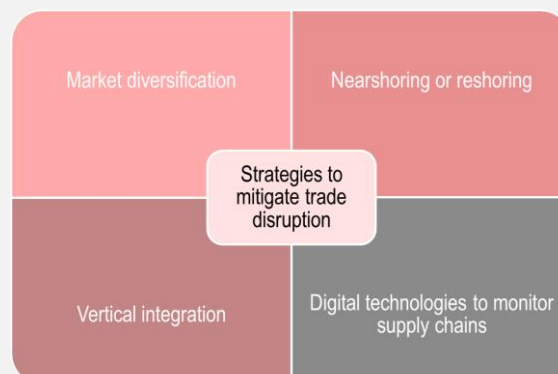 Market diversification
Nearshoring or reshoring
Strategies to
mitigate trade
disruption
Vertical integration
Digital technologies to monitor
supply chains